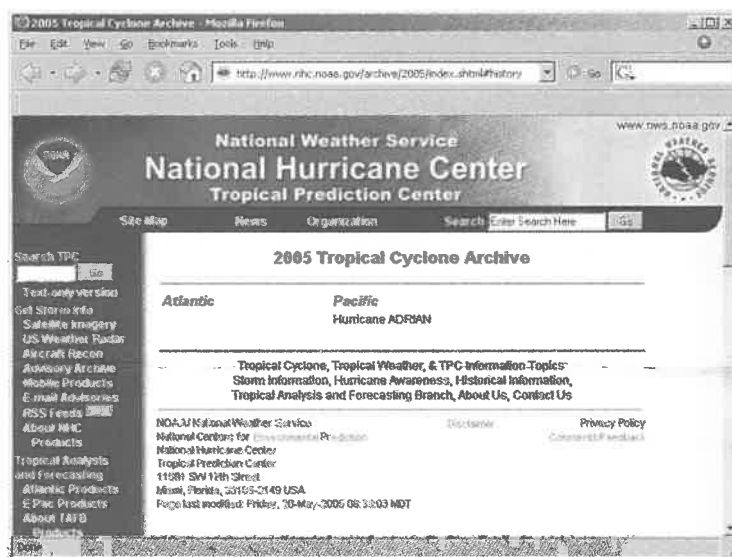 2005 Tropical Cyclone Archive - Mozilla Firefox
File Edit View Go Bookmarks Tools Help
http://www.nhc.noaa.gov/archive/2005/index.shtml#history Go
www.nws.noaa.gov
National Weather Service
National Hurricane Center
Tropical Prediction Center
Site Map News Organization Search Enter Search Here Go
Search TPC
Go
Text-only version
Get Storm Info
Satellite Imagery
US Weather Radar
Aircraft Recon
Advisory Archive
Mobile Products
E-mail Advisories
RSS Feeds
About NHC
Products
Tropical Analysis
and Forecasting
Atlantic Products
E Pac Products
About TAFB
Products
2005 Tropical Cyclone Archive
Atlantic Pacific
Hurricane ADRIAN
Tropical Cyclone, Tropical Weather, & TPC Information Topics
Storm Information, Hurricane Awareness, Historical Information,
Tropical Analysis and Forecasting Branch, About Us, Contact Us
NOAA/ National Weather Service Disclaimer Privacy Policy
National Centers for Environmental Prediction Comments/Feedback
National Hurricane Center
Tropical Prediction Center
11691 SW 17th Street
Miami, Florida, 33165-2149 USA
Page last modified: Friday, 20-May-2005 06:33:03 MDT
Done